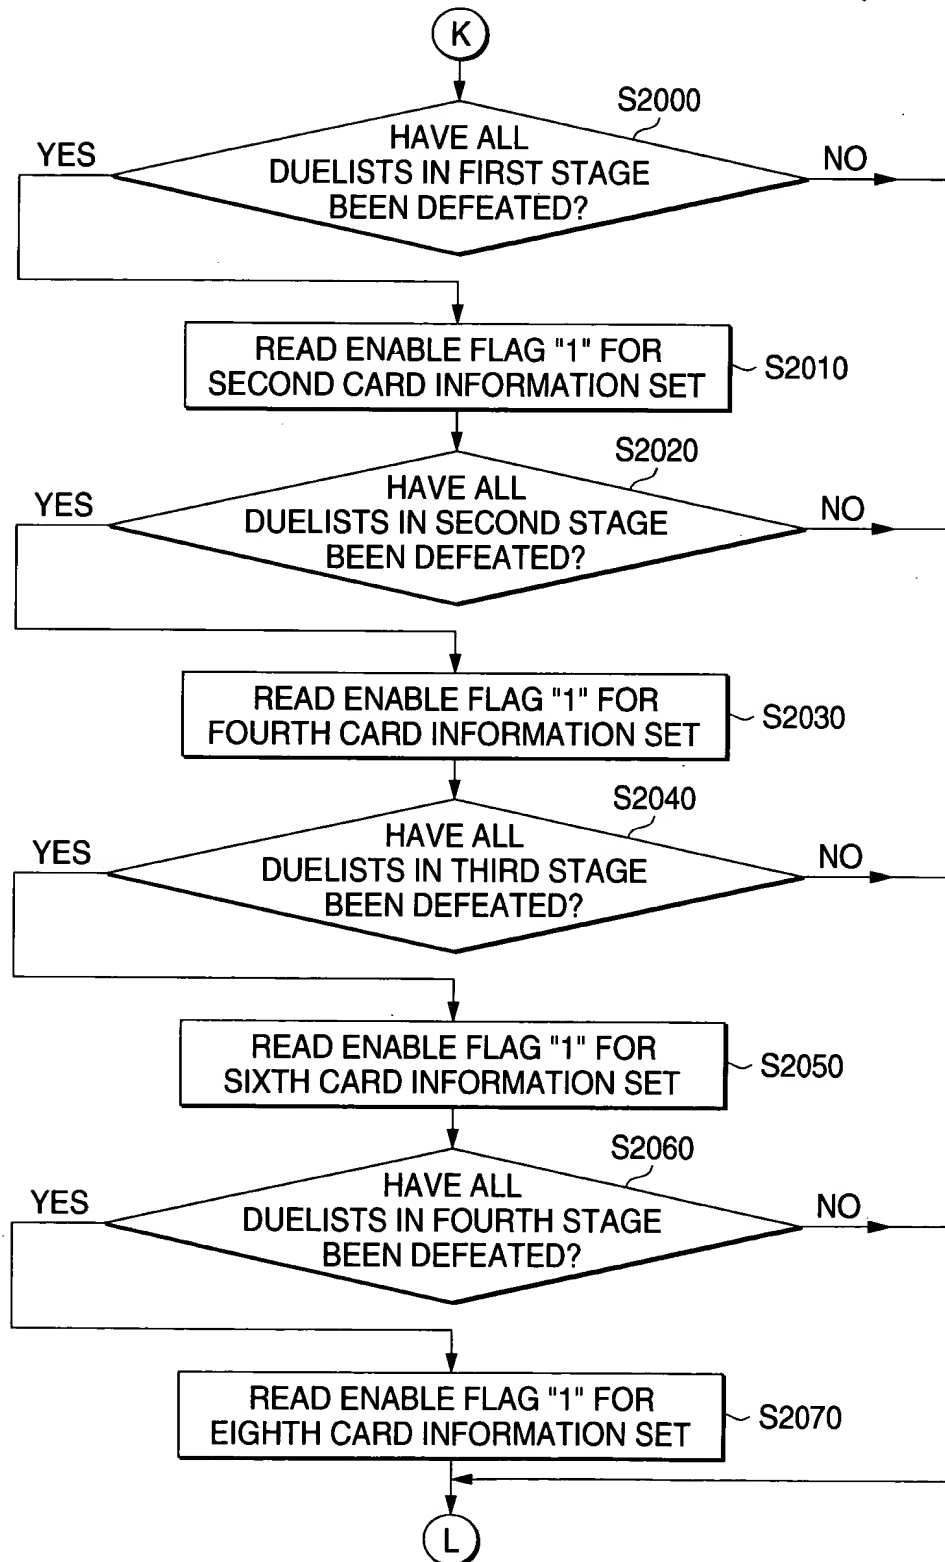 K
S2000
YES
HAVE ALL
DUELISTS IN FIRST STAGE
BEEN DEFEATED?
NO
READ ENABLE FLAG "1" FOR
SECOND CARD INFORMATION SET
S2010
S2020
YES
HAVE ALL
DUELISTS IN SECOND STAGE
BEEN DEFEATED?
NO
READ ENABLE FLAG "1" FOR
FOURTH CARD INFORMATION SET
S2030
S2040
YES
HAVE ALL
DUELISTS IN THIRD STAGE
BEEN DEFEATED?
NO
READ ENABLE FLAG "1" FOR
SIXTH CARD INFORMATION SET
S2050
S2060
YES
HAVE ALL
DUELISTS IN FOURTH STAGE
BEEN DEFEATED?
NO
READ ENABLE FLAG "1" FOR
EIGHTH CARD INFORMATION SET
S2070
L